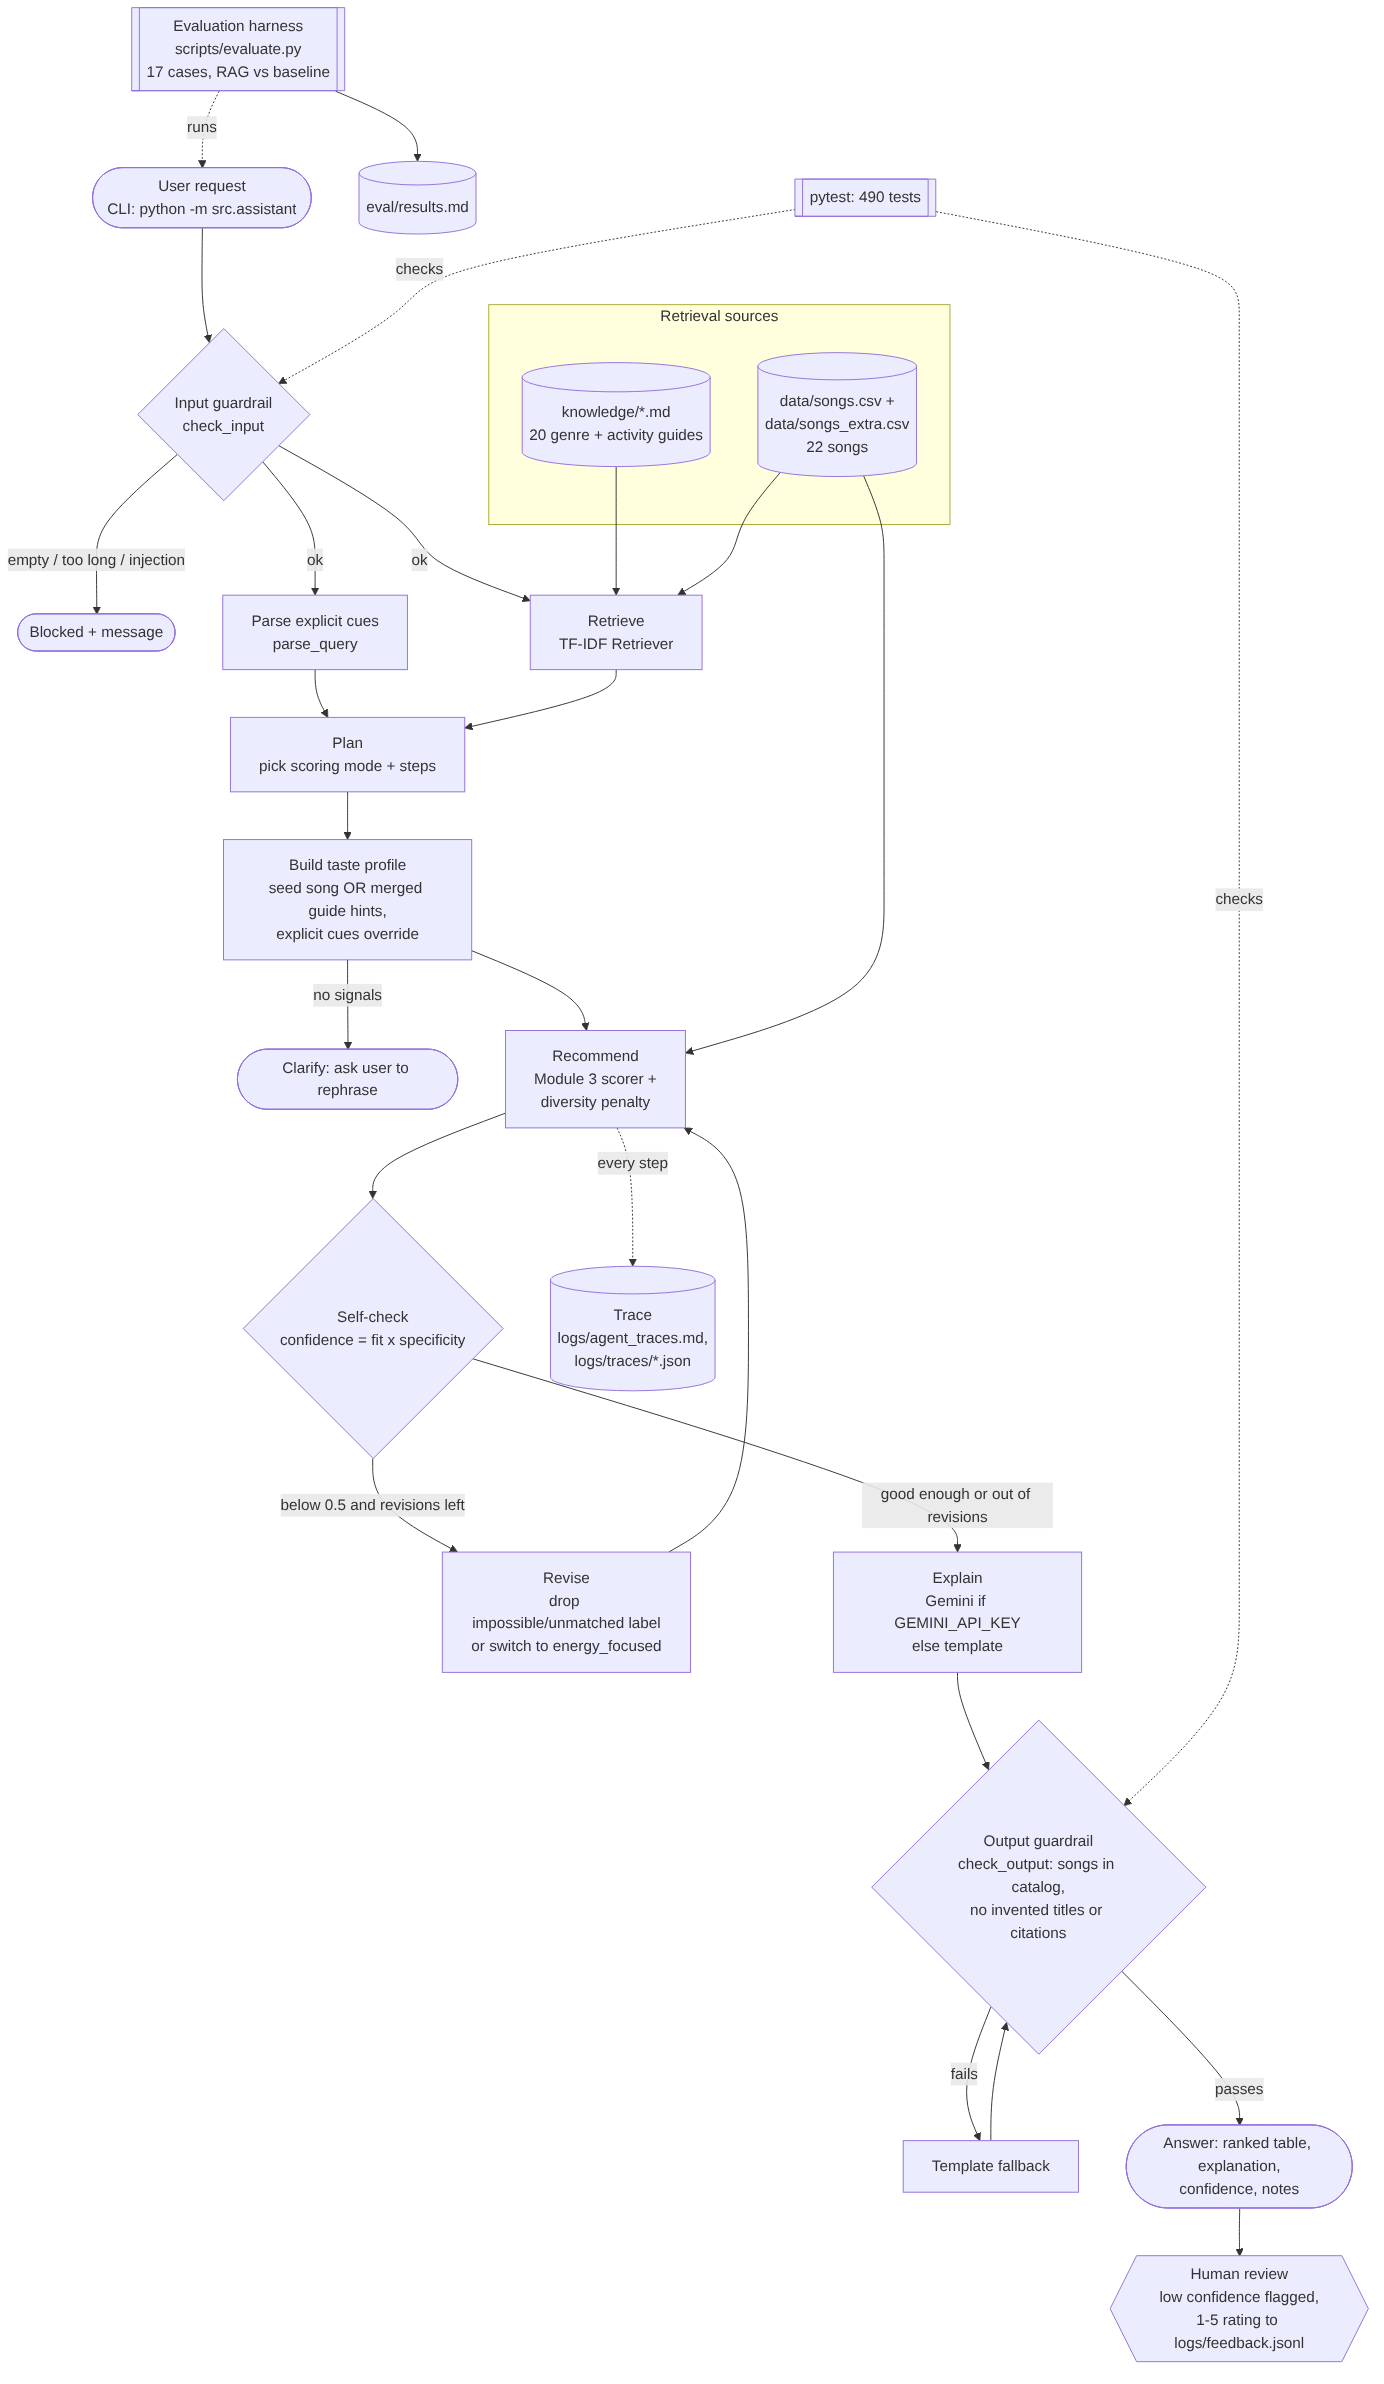 Evaluation harness
scripts/evaluate.py
17 cases, RAG vs baseline
runs
User request
CLI: python -m src.assistant
eval/results.md
pytest: 490 tests
checks
Retrieval sources
knowledge/*.md
20 genre + activity guides
data/songs.csv +
data/songs_extra.csv
22 songs
Input guardrail
check_input
empty / too long / injection
ok
ok
Blocked + message
Parse explicit cues
parse_query
Retrieve
TF-IDF Retriever
Plan
pick scoring mode + steps
Build taste profile
seed song OR merged
guide hints,
explicit cues override
checks
no signals
Clarify: ask user to
rephrase
Recommend
Module 3 scorer +
diversity penalty
every step
Self-check
confidence = fit x specificity
Trace
logs/agent_traces.md,
logs/traces/*.json
below 0.5 and revisions left
good enough or out of
revisions
Revise
drop
impossible/unmatched label
or switch to energy_focused
Explain
Gemini if
GEMINI_API_KEY
else template
Output guardrail
check_output: songs in
catalog,
no invented titles or
citations
fails
passes
Template fallback
Answer: ranked table,
explanation,
confidence, notes
Human review
low confidence flagged,
1-5 rating to
logs/feedback.jsonl